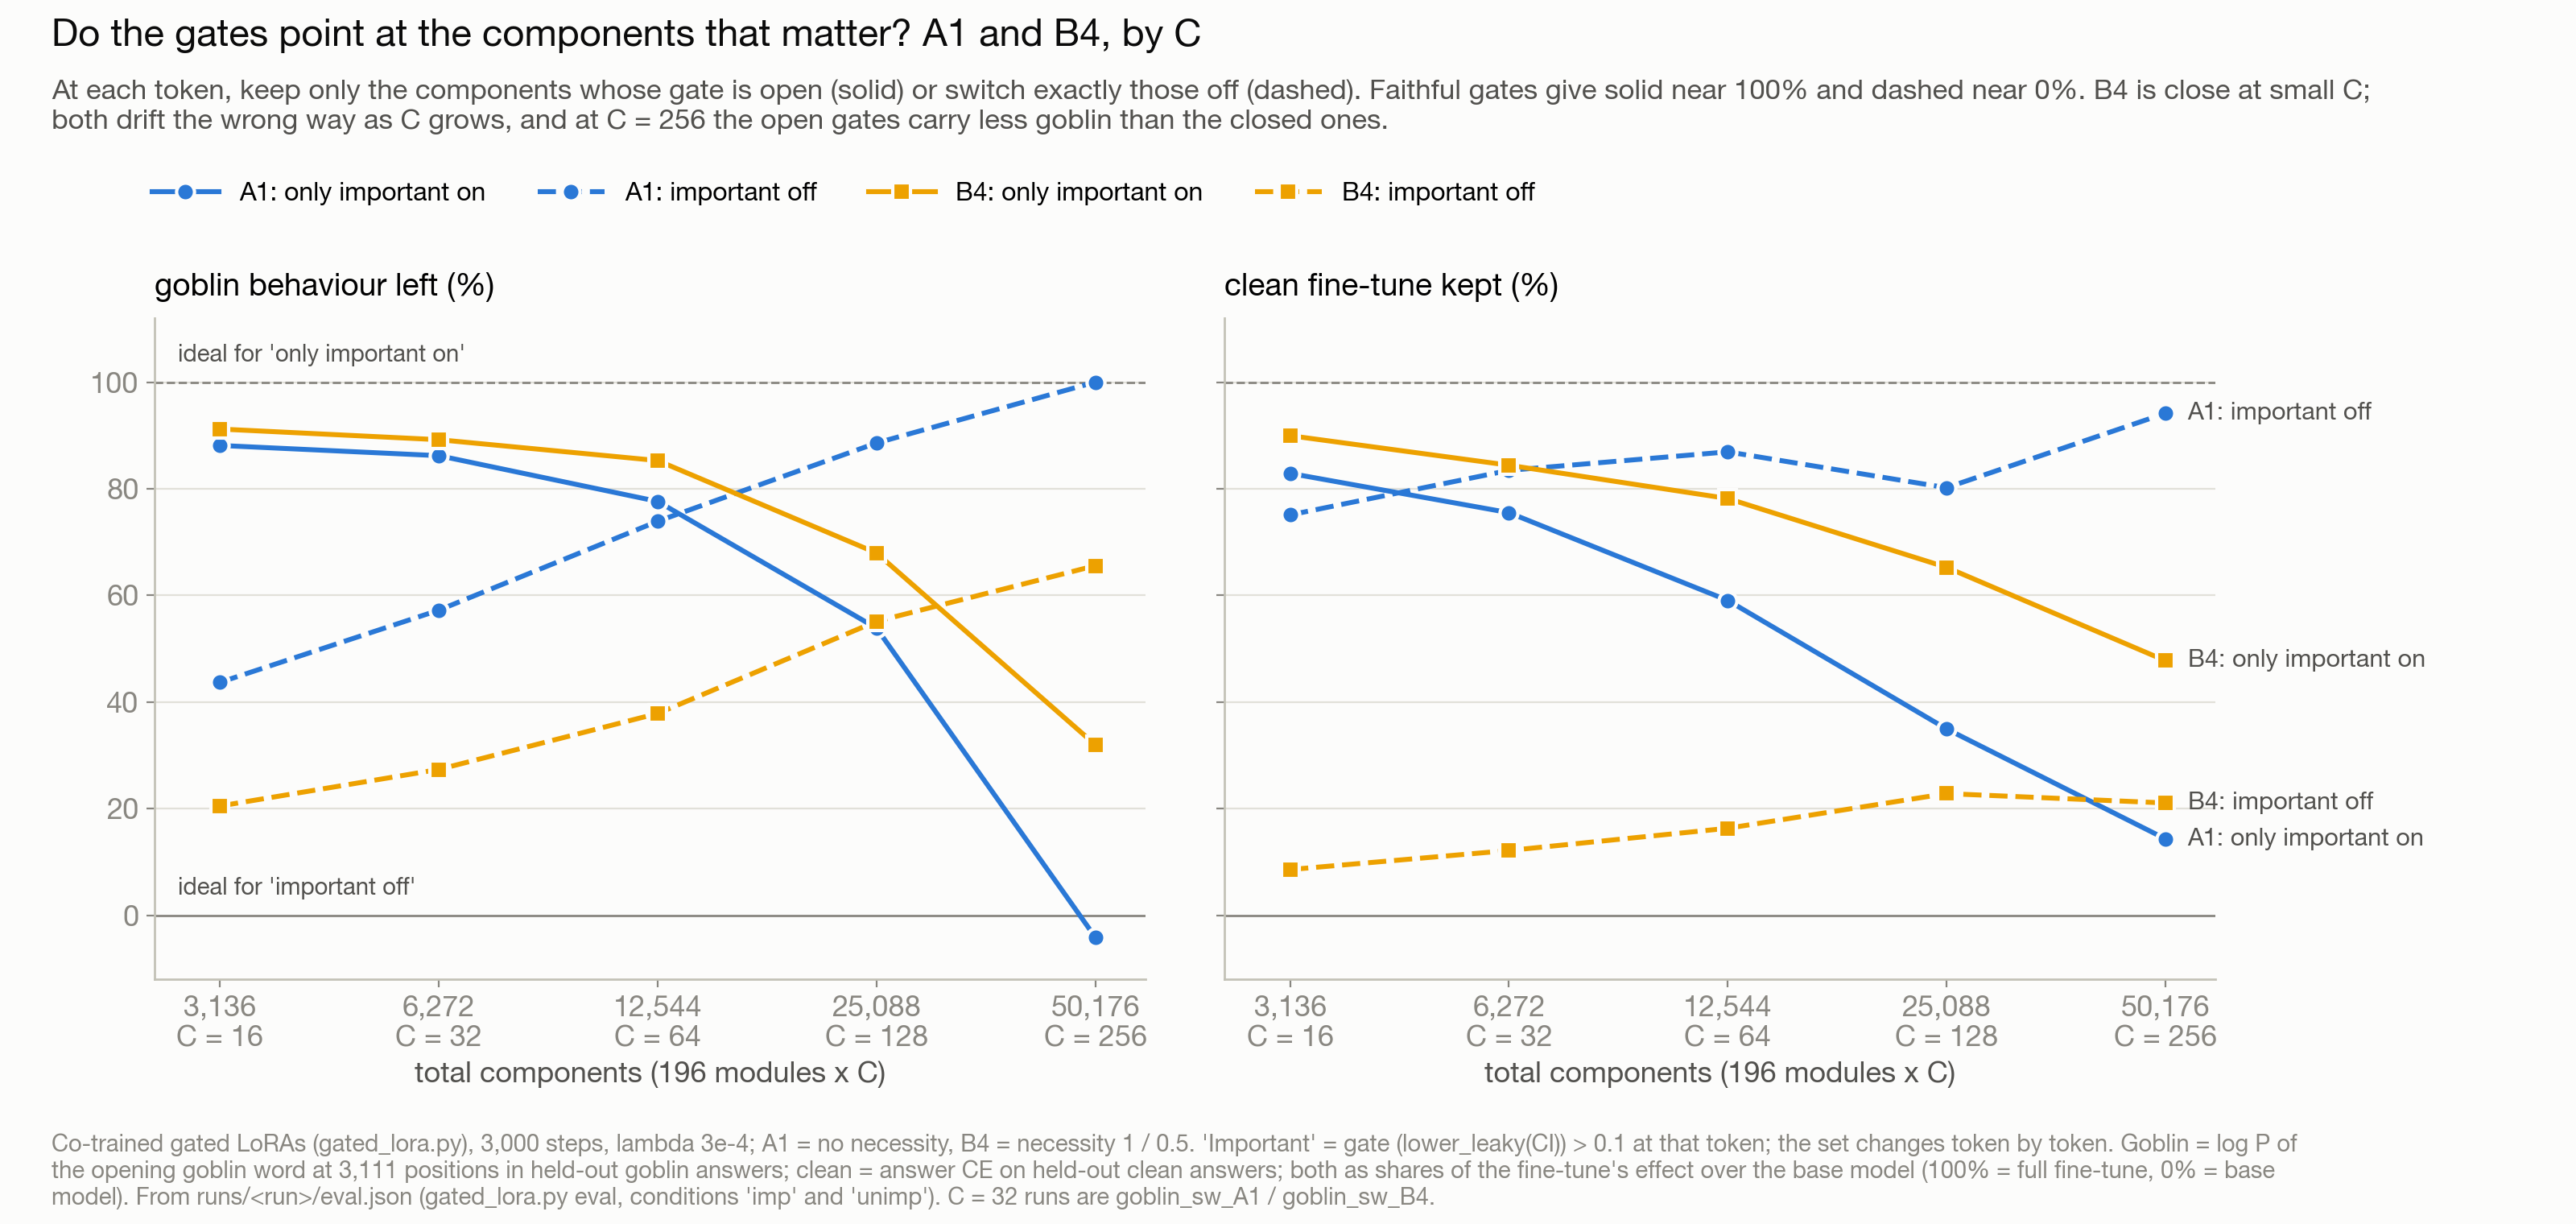 Do the gates point at the components that matter? A1 and B4, by C
At each token, keep only the components whose gate is open (solid) or switch exactly those off (dashed). Faithful gates give solid near 100% and dashed near 0%. B4 is close at small C;
both drift the wrong way as C grows, and at C = 256 the open gates carry less goblin than the closed ones.
A1: only important on
A1: important off
B4: only important on
B4: important off
goblin behaviour left (%)
ideal for 'only important on'
100
80
60
40
20
ideal for 'important off'
0
3,136
C = 16
6,272
C = 32
12,544
C = 64
25,088
C = 128
50,176
C = 256
total components (196 modules x C)
clean fine-tune kept (%)
A1: important off
B4: only important on
B4: important off
A1: only important on
3,136
C = 16
6,272
C = 32
12,544
C = 64
25,088
C = 128
50,176
C = 256
total components (196 modules x C)
Co-trained gated LoRAs (gated_lora.py), 3,000 steps, lambda 3e-4; A1 = no necessity, B4 = necessity 1 / 0.5. 'Important' = gate (lower_leaky(CI)) > 0.1 at that token; the set changes token by token. Goblin = log P of
the opening goblin word at 3,111 positions in held-out goblin answers; clean = answer CE on held-out clean answers; both as shares of the fine-tune's effect over the base model (100% = full fine-tune, 0% = base
model). From runs/<run>/eval.json (gated_lora.py eval, conditions 'imp' and 'unimp'). C = 32 runs are goblin_sw_A1 / goblin_sw_B4.